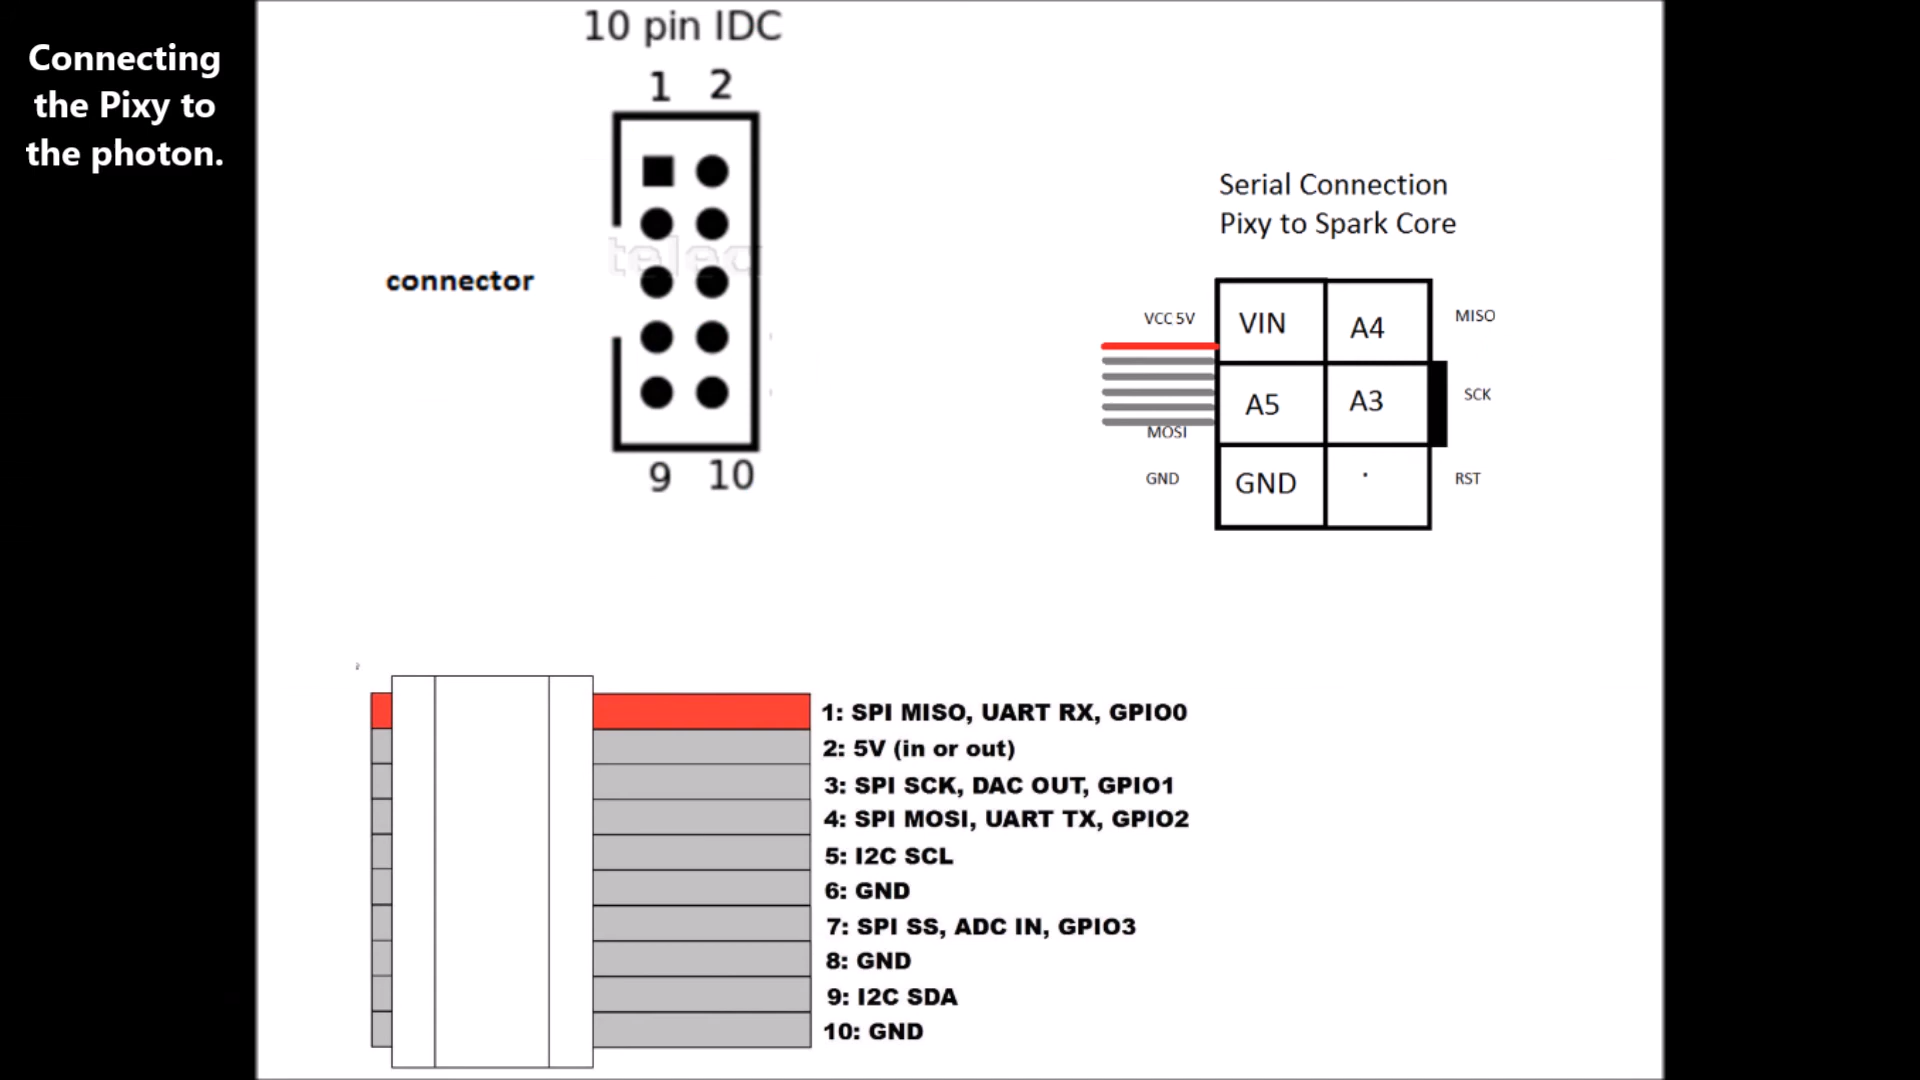 Connecting
the Pixy to
the photon.
10 pin IDC
1 2
connector
9 10
Serial Connection
Pixy to Spark Core
VCC 5V VIN A4 MISO
A5 A3 SCK
MOSI
GND GND RST
1: SPI MISO, UART RX, GPIO0
2: 5V (in or out)
3: SPI SCK, DAC OUT, GPIO1
4: SPI MOSI, UART TX, GPIO2
5: I2C SCL
6: GND
7: SPI SS, ADC IN, GPIO3
8: GND
9: I2C SDA
10: GND